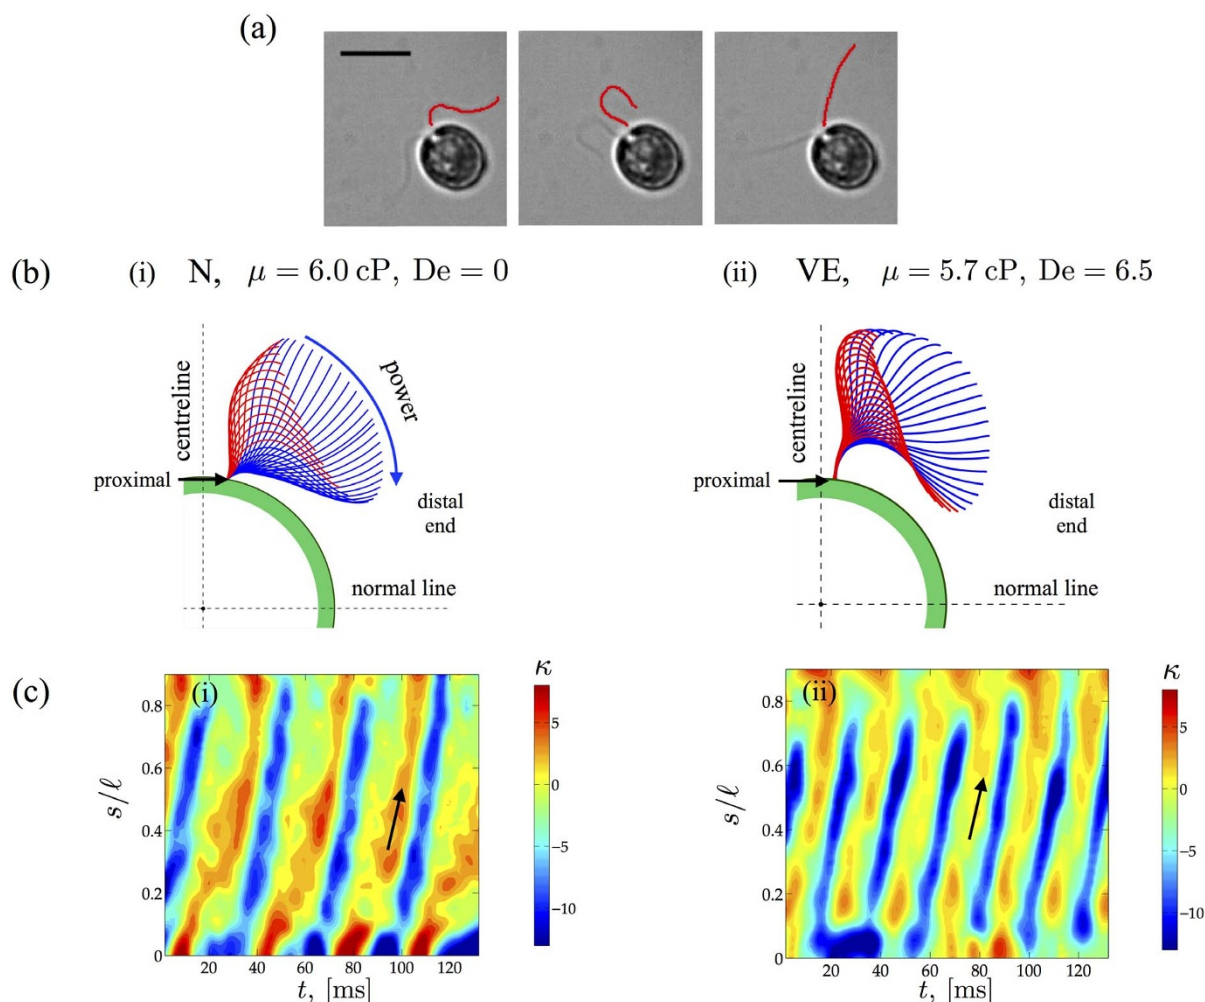 (a)
(b) (i) N, μ = 6.0 cP, De = 0
(ii) VE, μ = 5.7 cP, De = 6.5
centreline
power
proximal
distal
end
normal line
centreline
proximal
distal
end
normal line
(c)
(i)
κ
5
0
−5
−10
0.8
0.6
0.4
0.2
0
s/ℓ
20 40 60 80 100 120
t, [ms]
(ii)
κ
5
0
−5
−10
0.8
0.6
0.4
0.2
0
s/ℓ
20 40 60 80 100 120
t, [ms]